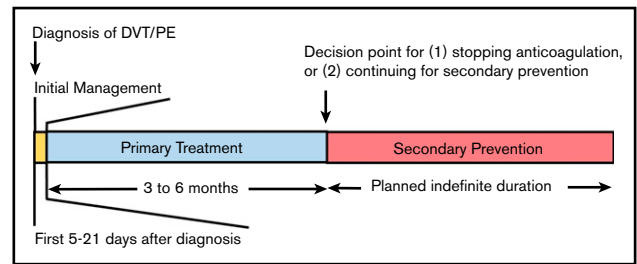 Diagnosis of DVT/PE
Decision point for (1) stopping anticoagulation,
or (2) continuing for secondary prevention
Initial Management
Primary Treatment
Secondary Prevention
3 to 6 months
Planned indefinite duration
First 5-21 days after diagnosis